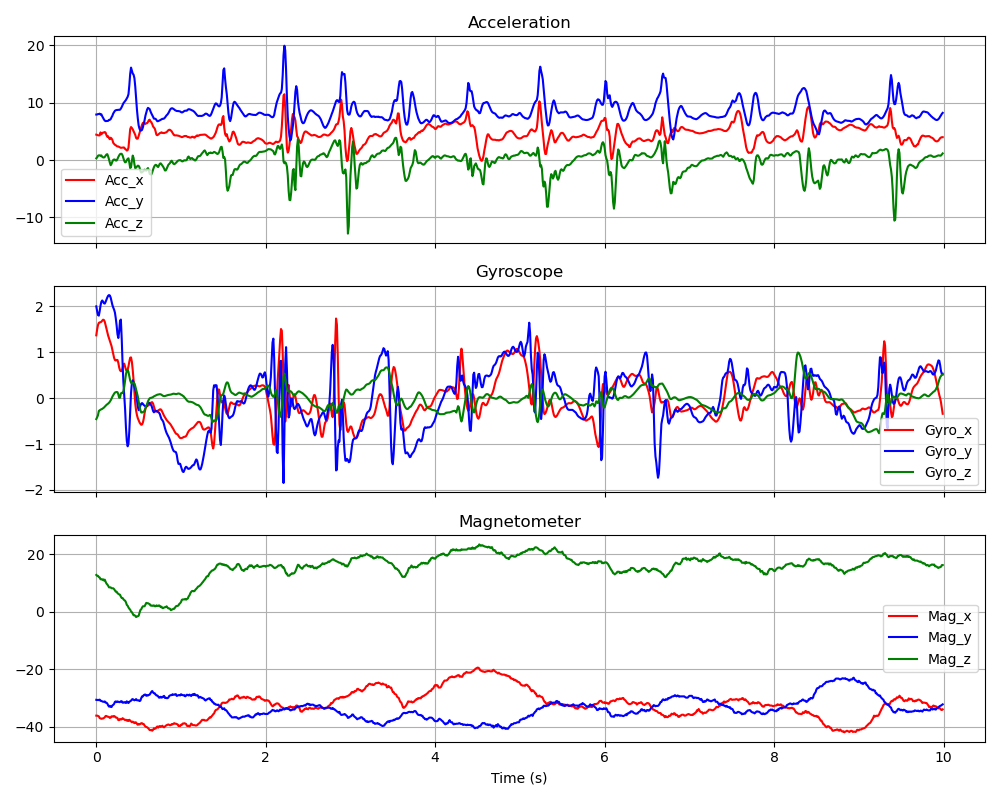 Acceleration
20
10
0
−10
Acc_x
Acc_y
Acc_z
Gyroscope
2
1
0
−1
−2
Gyro_x
Gyro_y
Gyro_z
Magnetometer
20
0
−20
−40
Mag_x
Mag_y
Mag_z
0 2 4 6 8 10
Time (s)